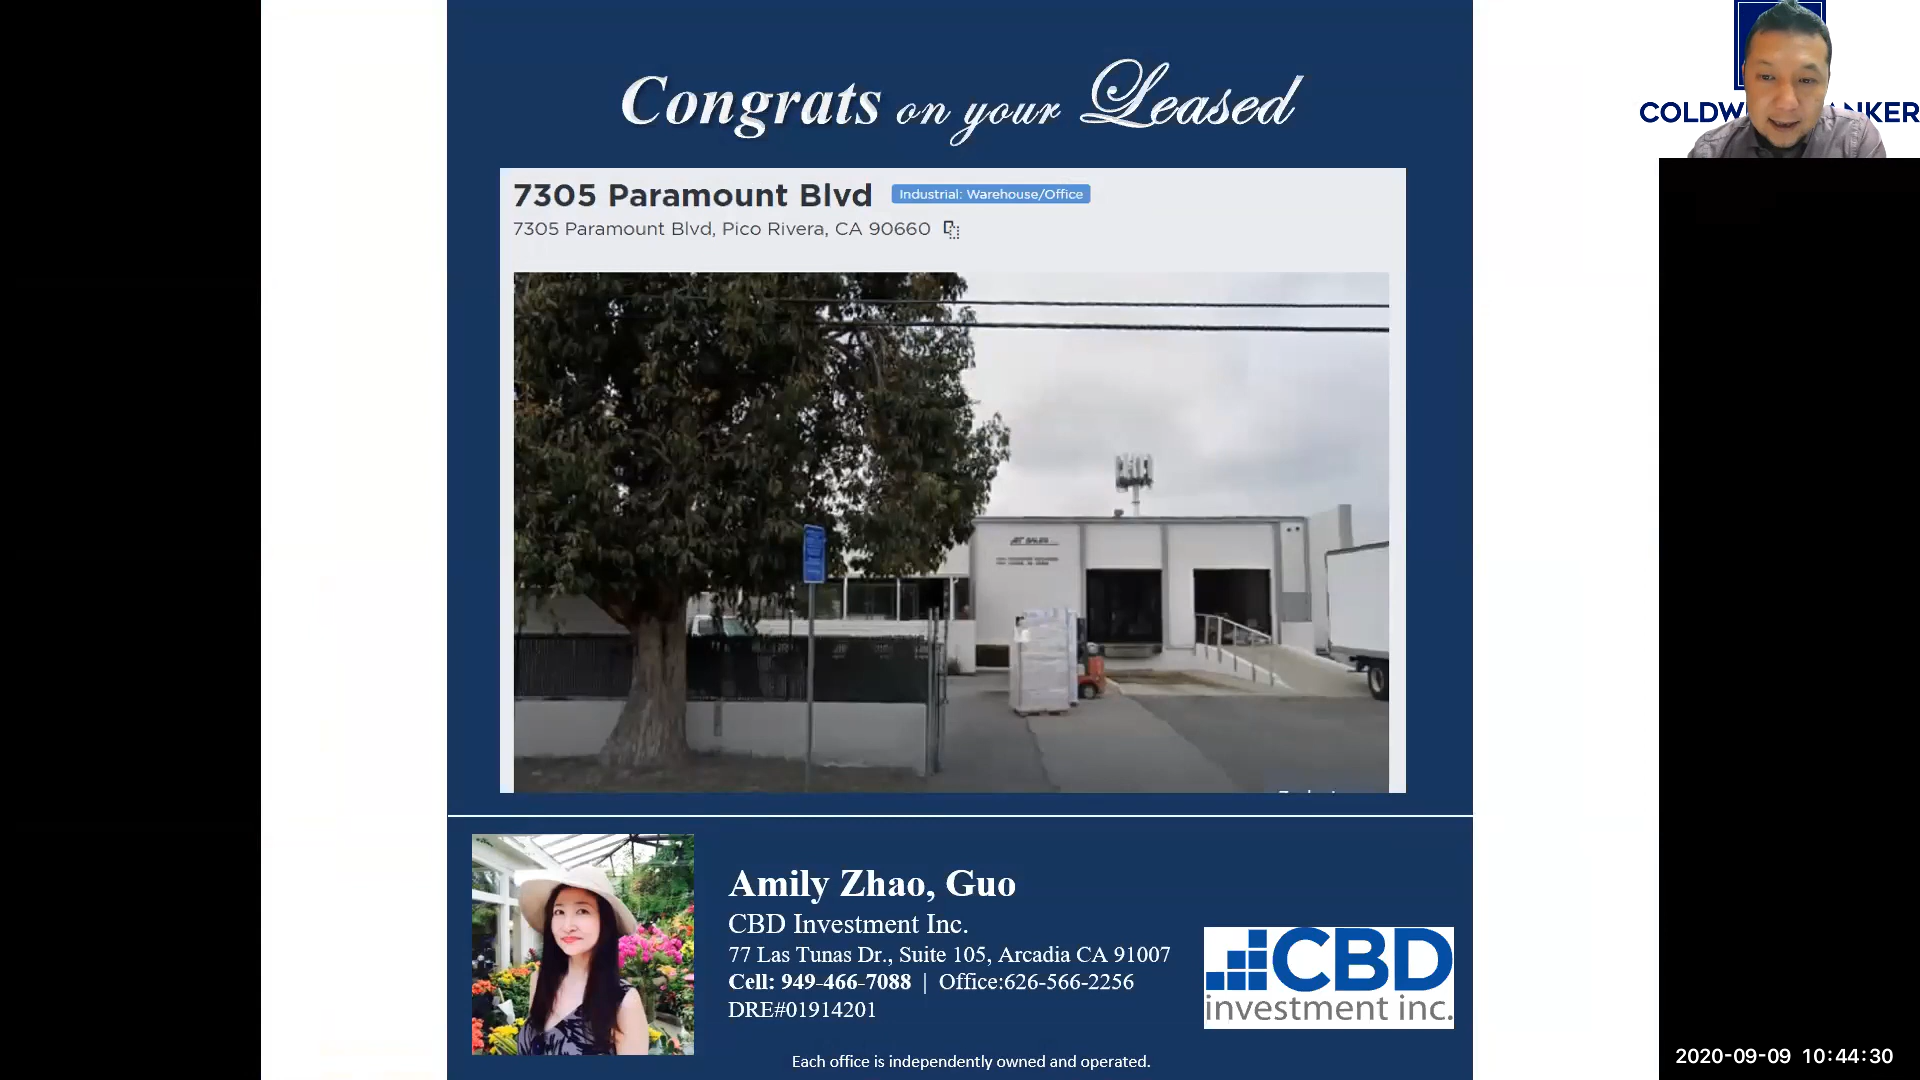 Congrats on your Leased
COLDW ANKER
7305 Paramount Blvd Industrial: Warehouse/Office
7305 Paramount Blvd, Pico Rivera, CA 90660
Amily Zhao, Guo
CBD Investment Inc.
77 Las Tunas Dr., Suite 105, Arcadia CA 91007
Cell: 949-466-7088 | Office:626-566-2256
DRE#01914201
CBD
investment inc.
Each office is independently owned and operated.
2020-09-09 10:44:30